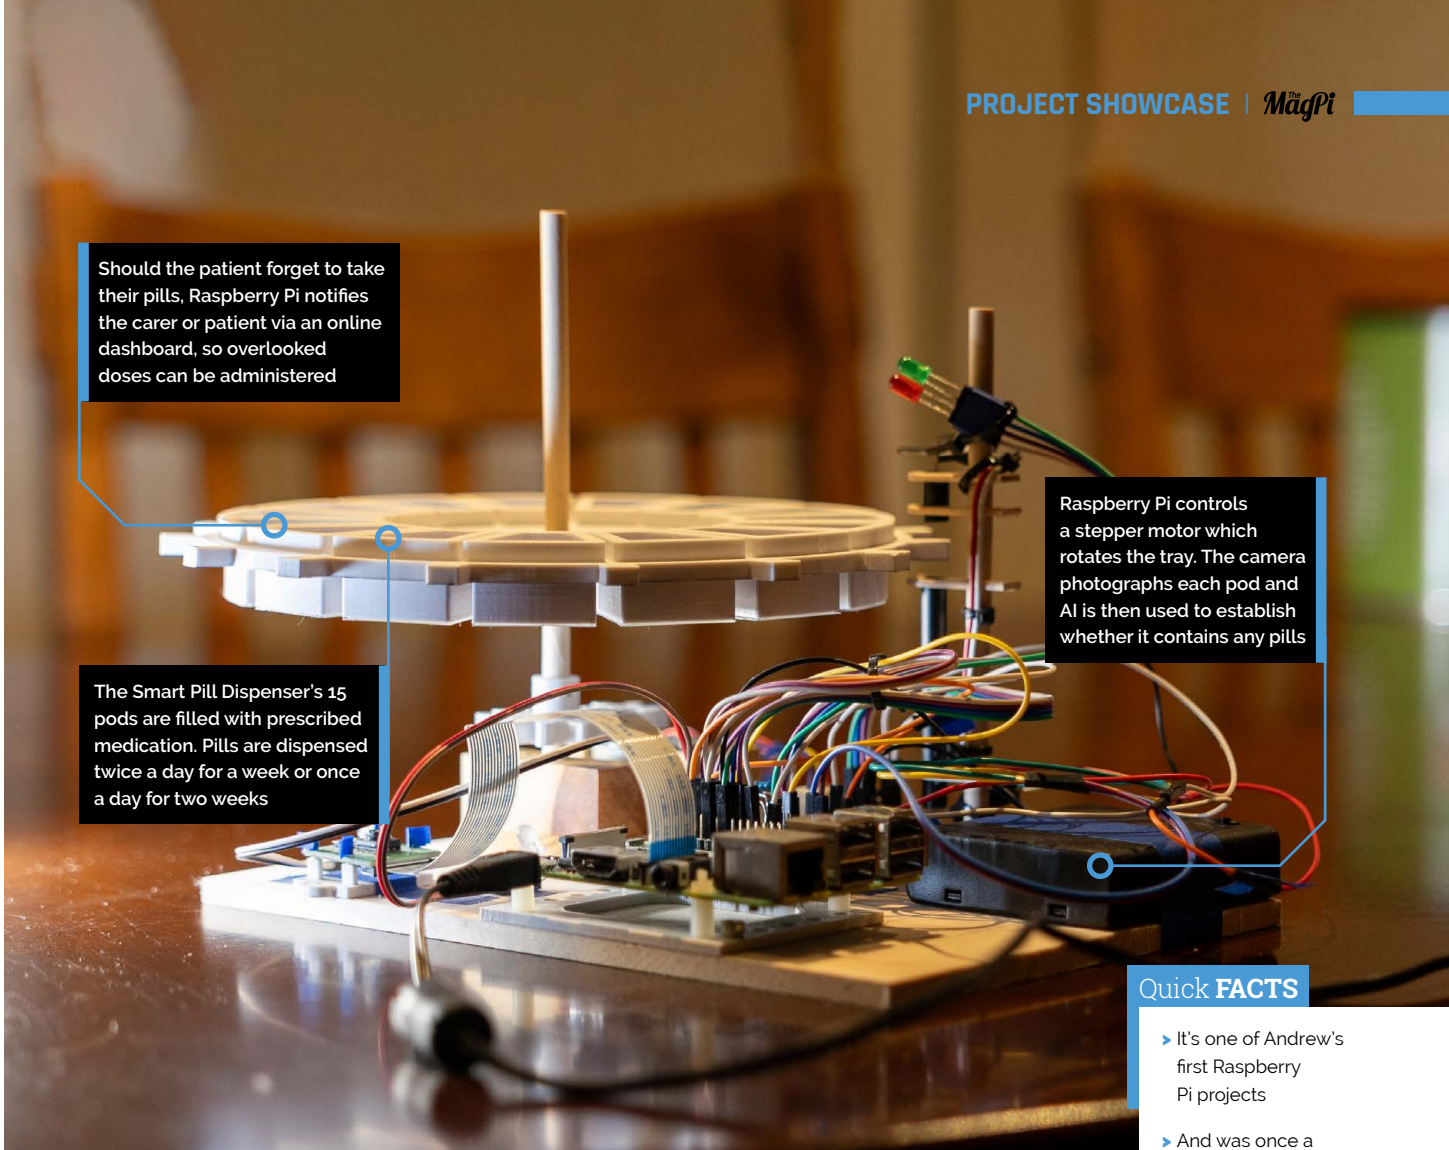 PROJECT SHOWCASE | The MagPi
Should the patient forget to take
their pills, Raspberry Pi notifies
the carer or patient via an online
dashboard, so overlooked
doses can be administered
Raspberry Pi controls
a stepper motor which
rotates the tray. The camera
photographs each pod and
AI is then used to establish
whether it contains any pills
The Smart Pill Dispenser’s 15
pods are filled with prescribed
medication. Pills are dispensed
twice a day for a week or once
a day for two weeks
Quick FACTS
> It’s one of Andrew’s
first Raspberry
Pi projects
> And was once a